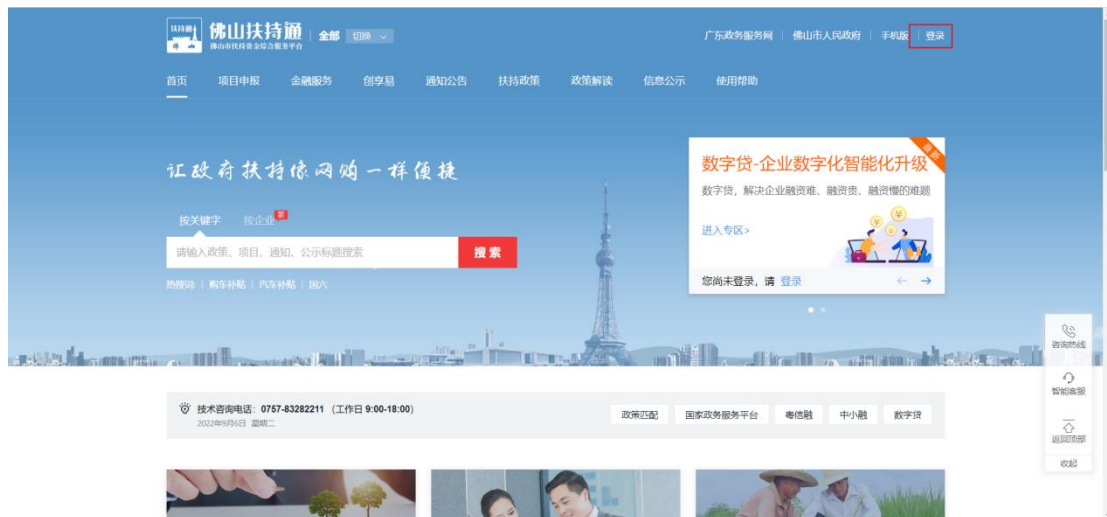 扶持通 佛山扶持通 全部 切换
佛山 佛山市扶持资金综合服务平台
广东政务服务网 | 佛山市人民政府 | 手机版 | 登录
首页 项目申报 金融服务 创享易 通知公告 扶持政策 政策解读 信息公示 使用帮助
让政府扶持像网购一样便捷
按关键字 按企业 新
请输入政策、项目、通知、公示标题搜索 搜索
热搜词: | 购车补贴 | 汽车补贴 | 国六
数字贷-企业数字化智能化升级
数字贷，解决企业融资难、融资贵、融资慢的难题
进入专区>
您尚未登录，请 登录 ← →
咨询热线
智能客服
返回顶部
收起
技术咨询电话：0757-83282211 （工作日 9:00-18:00）
2022年9月6日 星期二
政策匹配 国家政务服务平台 粤信融 中小融 数字贷